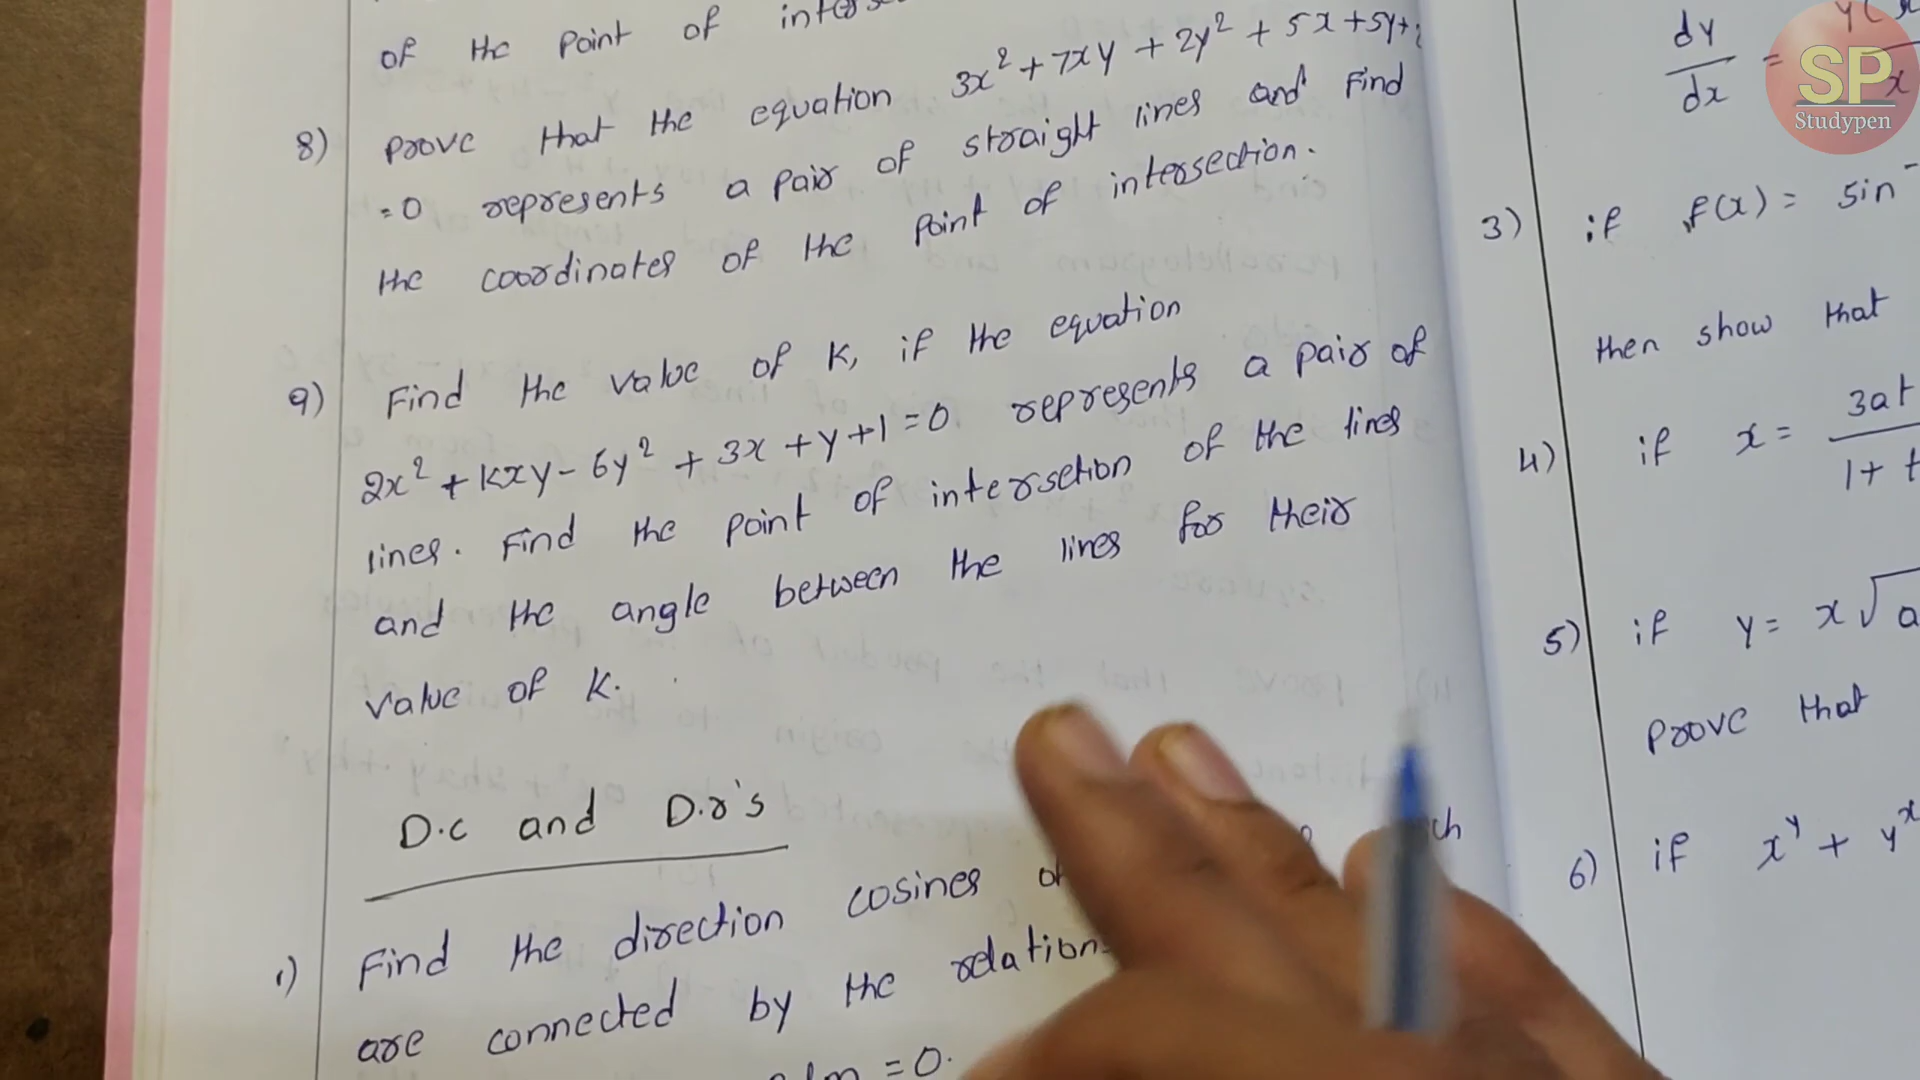 of the point of
8) prove that the equation 3x² + 7xy + 2y² + 5x + 5y +
= 0 represents a pair of straight lines and find
the coordinates of the point of intersection.
9) Find the value of K, if the equation
2x² + kxy - 6y² + 3x + y + 1 = 0 represents a pair of
lines. Find the point of intersetion of the lines
and the angle between the lines for their
value of K.
D.c and D.r's
1) Find the direction cosines
are connected by the relation
= 0.
dy/dx =
SP
Studypen
3) if f(x) = sin
then show that
4) if x = 3at / 1 + t
5) if y = x√a
prove that
6) if x^y + y^x